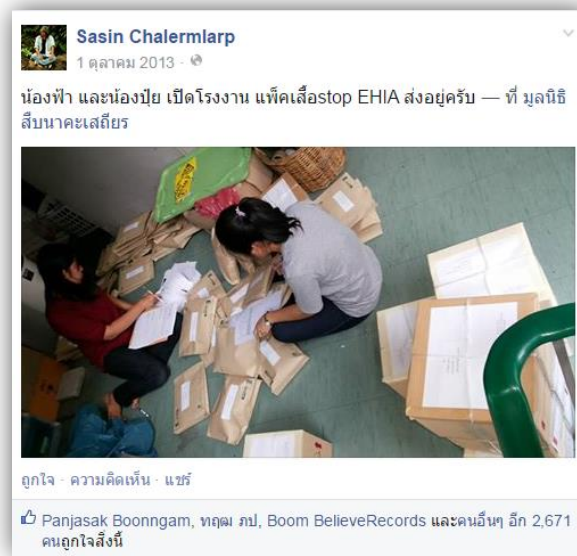 Sasin Chalermlarp
1 ตุลาคม 2013 ·
น้องฟ้า และน้องปุ๋ย เปิดโรงงาน แพ็คเสื้อstop EHIA ส่งอยู่ครับ — ที่ มูลนิธิ
สืบนาคะเสถียร
ถูกใจ · ความคิดเห็น · แชร์
Panjasak Boonngam, ทฤฒ ภป, Boom BelieveRecords และคนอื่นๆ อีก 2,671
คนถูกใจสิ่งนี้